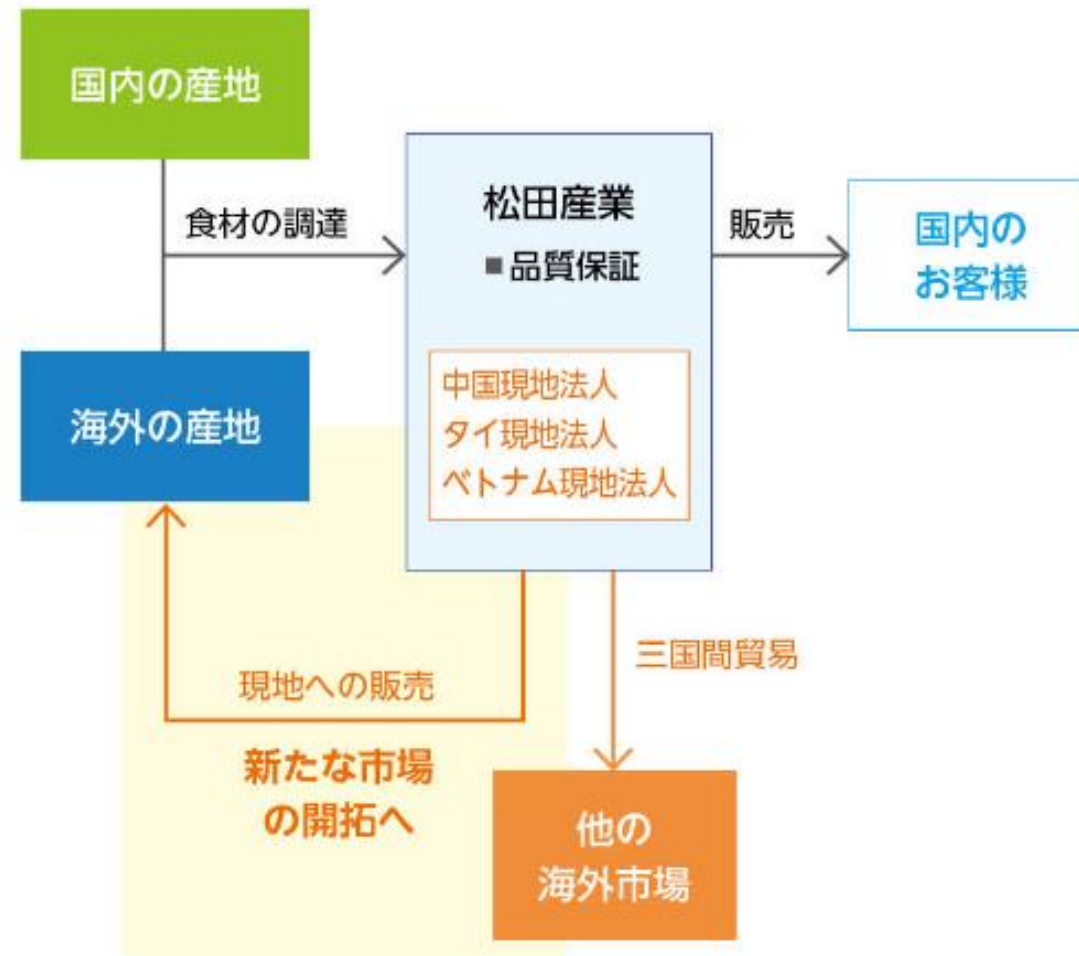 国内の産地
食材の調達
松田産業
■品質保証
販売
国内の
お客様
海外の産地
中国現地法人
タイ現地法人
ベトナム現地法人
現地への販売
三国間貿易
新たな市場
の開拓へ
他の
海外市場